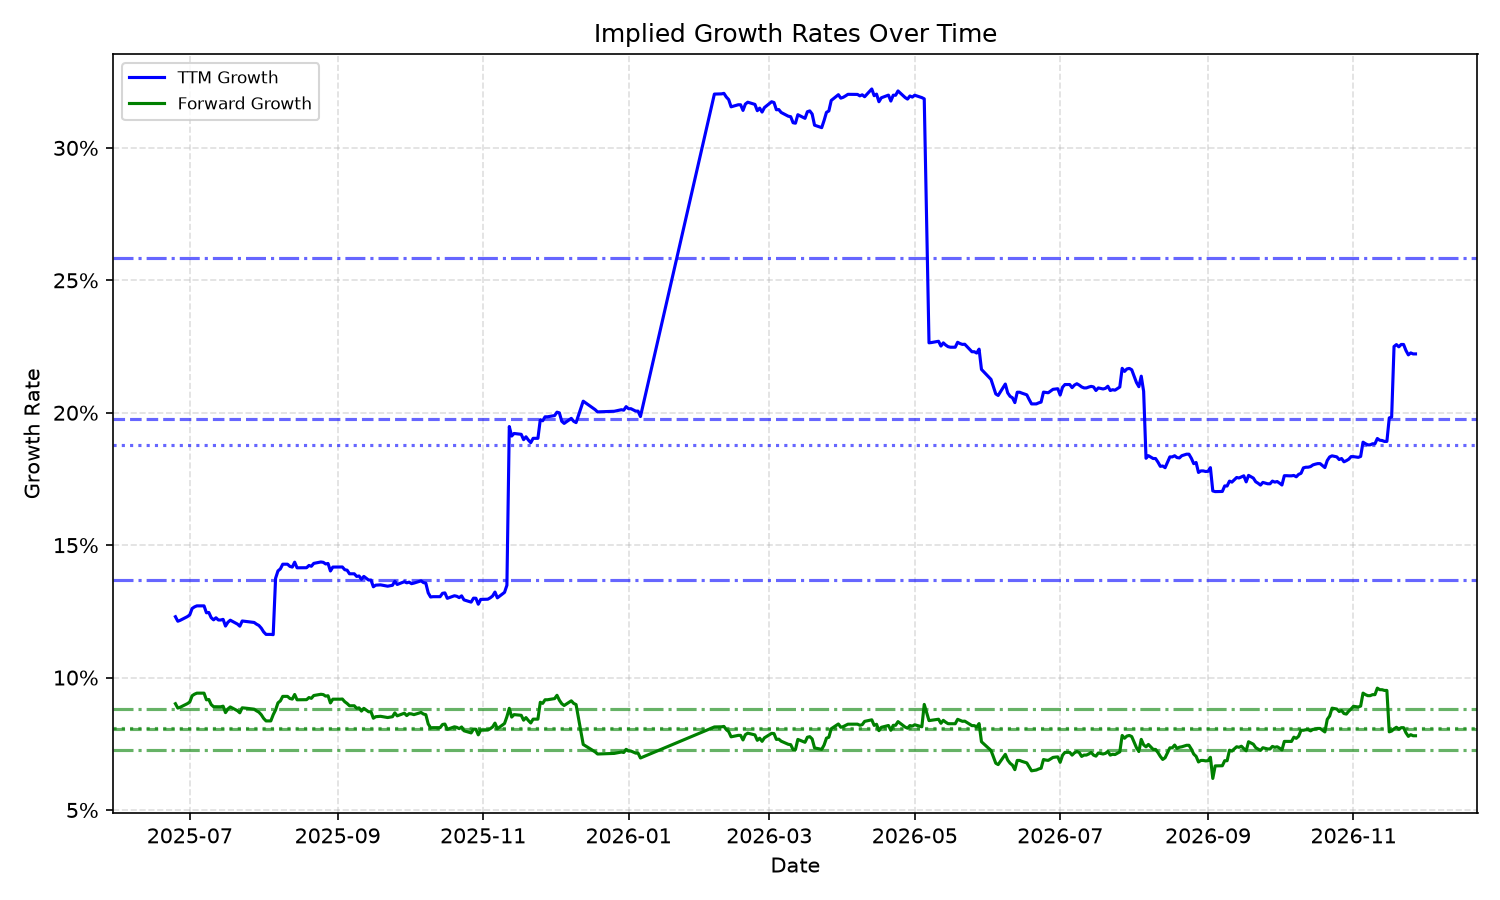 Implied Growth Rates Over Time
TTM Growth
Forward Growth
30%
25%
20%
15%
10%
5%
Growth Rate
2025-07 2025-09 2025-11 2026-01 2026-03 2026-05 2026-07 2026-09 2026-11
Date